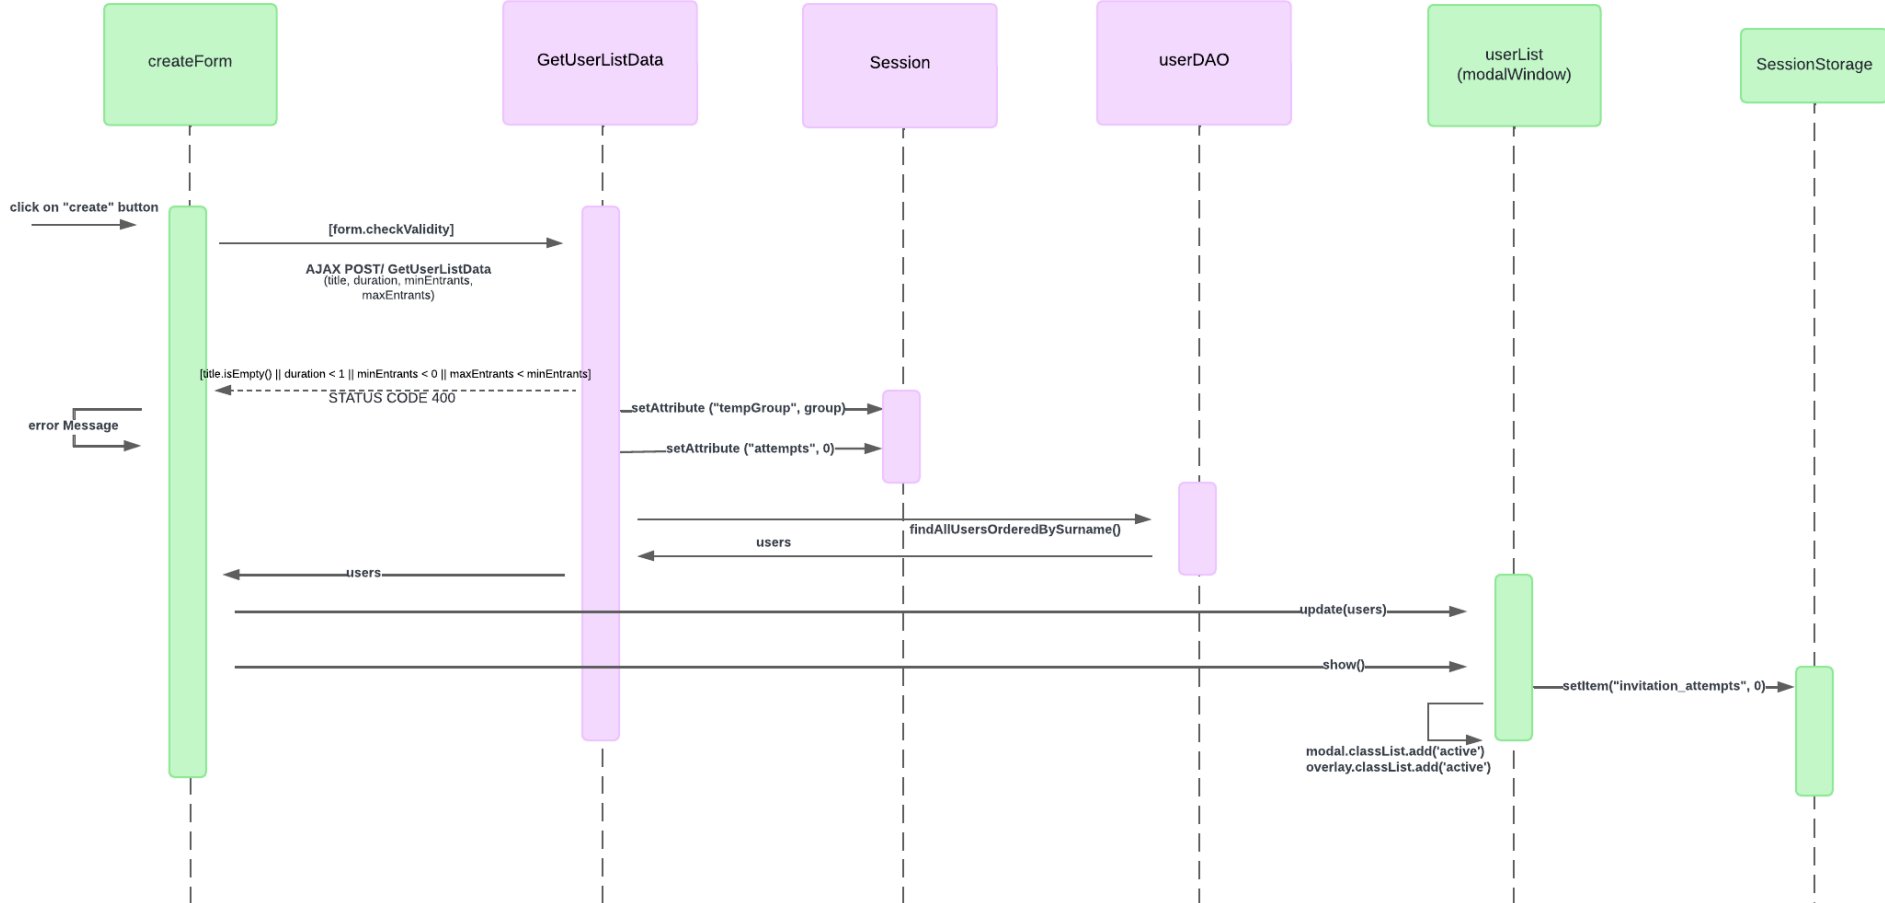 createForm
GetUserListData
Session
userDAO
userList
(modalWindow)
SessionStorage
click on "create" button
[form.checkValidity]
AJAX POST/ GetUserListData
(title, duration, minEntrants,
maxEntrants)
[title.isEmpty() || duration < 1 || minEntrants < 0 || maxEntrants < minEntrants]
STATUS CODE 400
error Message
setAttribute ("tempGroup", group)
setAttribute ("attempts", 0)
findAllUsersOrderedBySurname()
users
users
update(users)
show()
setItem("invitation_attempts", 0)
modal.classList.add('active')
overlay.classList.add('active')